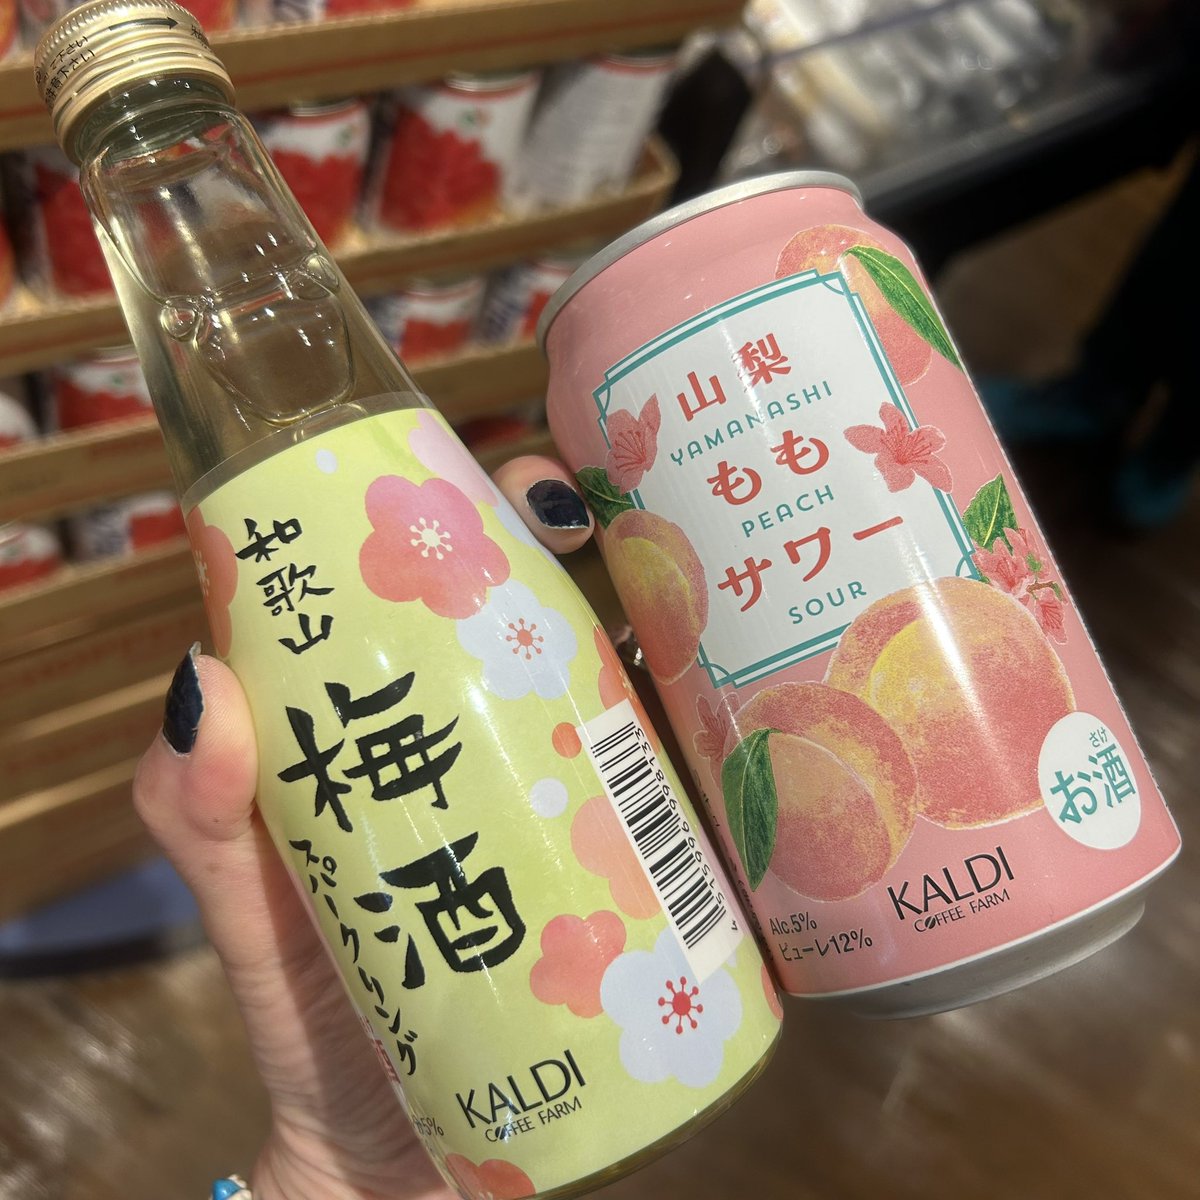 和歌山
梅酒
スパークリング
KALDI
COFFEE FARM
山梨
YAMANASHI
もも
PEACH
サワー
SOUR
さけ
お酒
KALDI
COFFEE FARM
Alc.5%
ピューレ12%